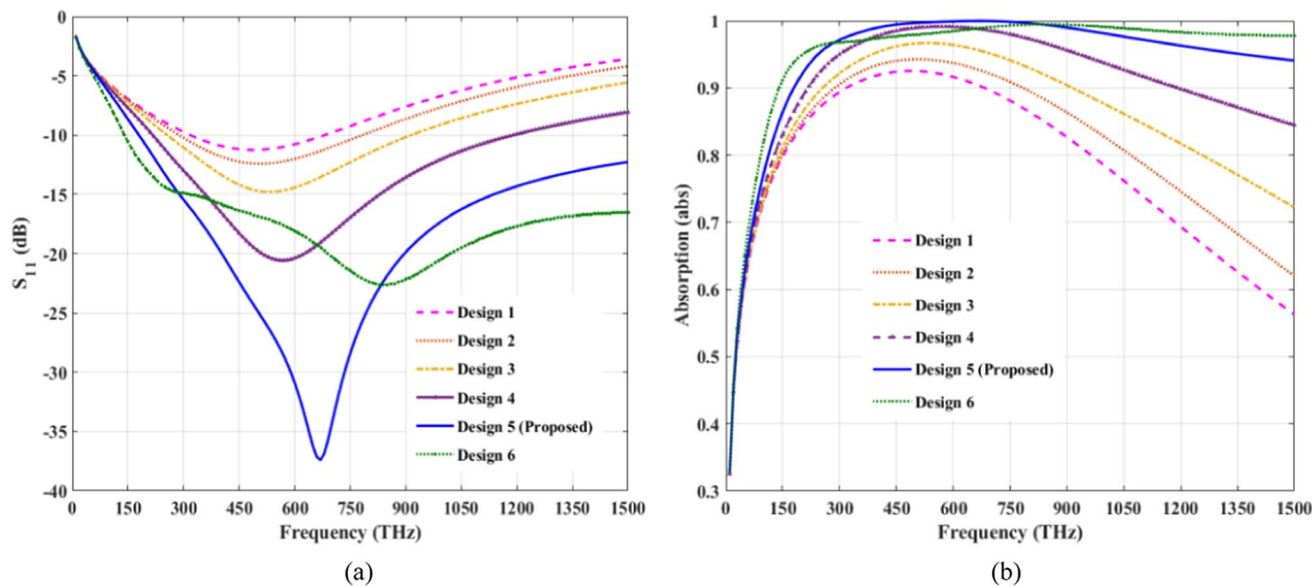 0
-5
-10
-15
-20
-25
-30
-35
-40
S11 (dB)
Design 1
Design 2
Design 3
Design 4
Design 5 (Proposed)
Design 6
0 150 300 450 600 750 900 1050 1200 1350 1500
Frequency (THz)
(a)
1
0.9
0.8
0.7
0.6
0.5
0.4
0.3
Absorption (abs)
Design 1
Design 2
Design 3
Design 4
Design 5 (Proposed)
Design 6
0 150 300 450 600 750 900 1050 1200 1350 1500
Frequency (THz)
(b)